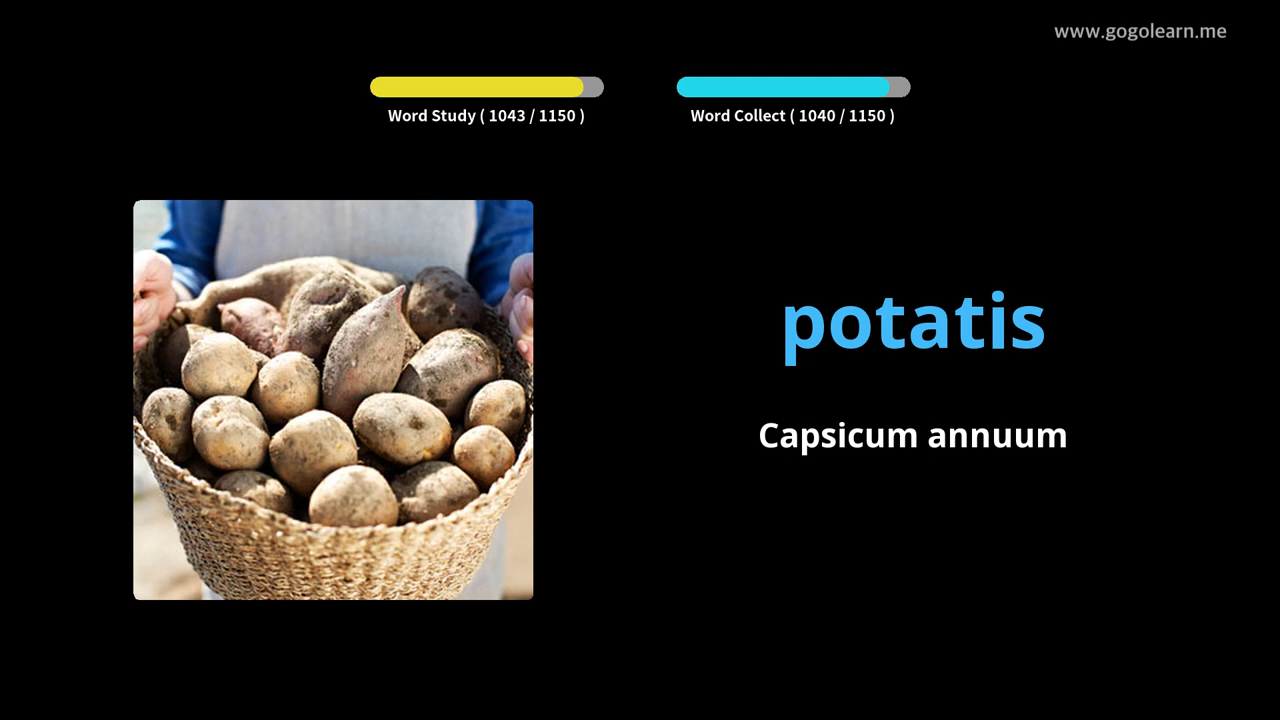 www.gogolearn.me
Word Study ( 1043 / 1150 )
Word Collect ( 1040 / 1150 )
potatis
Capsicum annuum